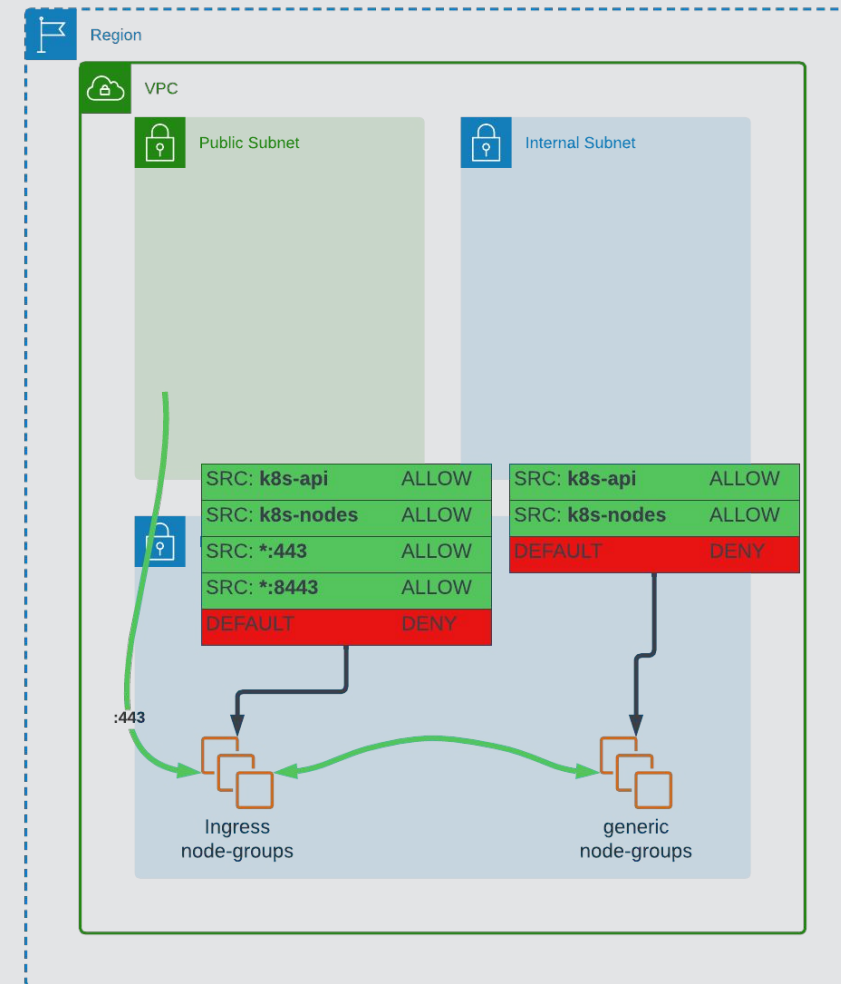 Region
VPC
Public Subnet
Internal Subnet
SRC: k8s-api ALLOW
SRC: k8s-nodes ALLOW
SRC: *:443 ALLOW
SRC: *:8443 ALLOW
DEFAULT DENY
SRC: k8s-api ALLOW
SRC: k8s-nodes ALLOW
DEFAULT DENY
:443
Ingress
node-groups
generic
node-groups